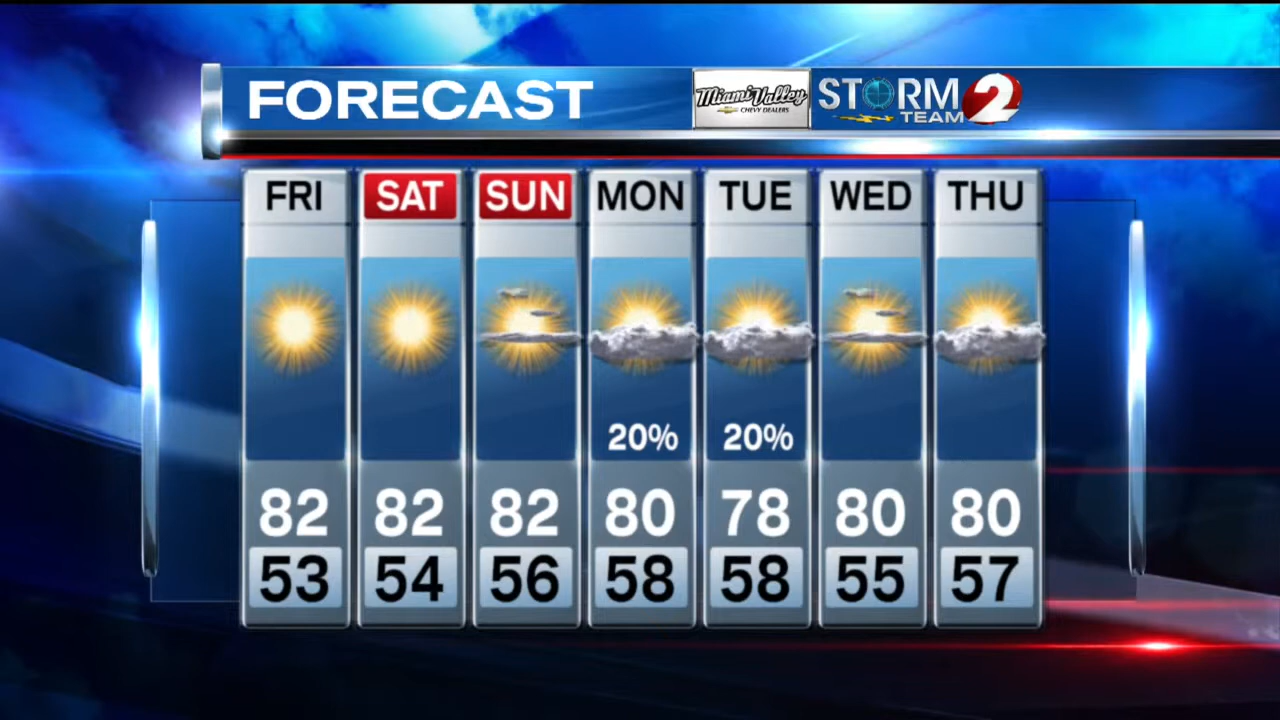 FORECAST
Miami Valley
CHEVY DEALERS
STORM
TEAM
2
FRI SAT SUN MON TUE WED THU
20% 20%
82 82 82 80 78 80 80
53 54 56 58 58 55 57